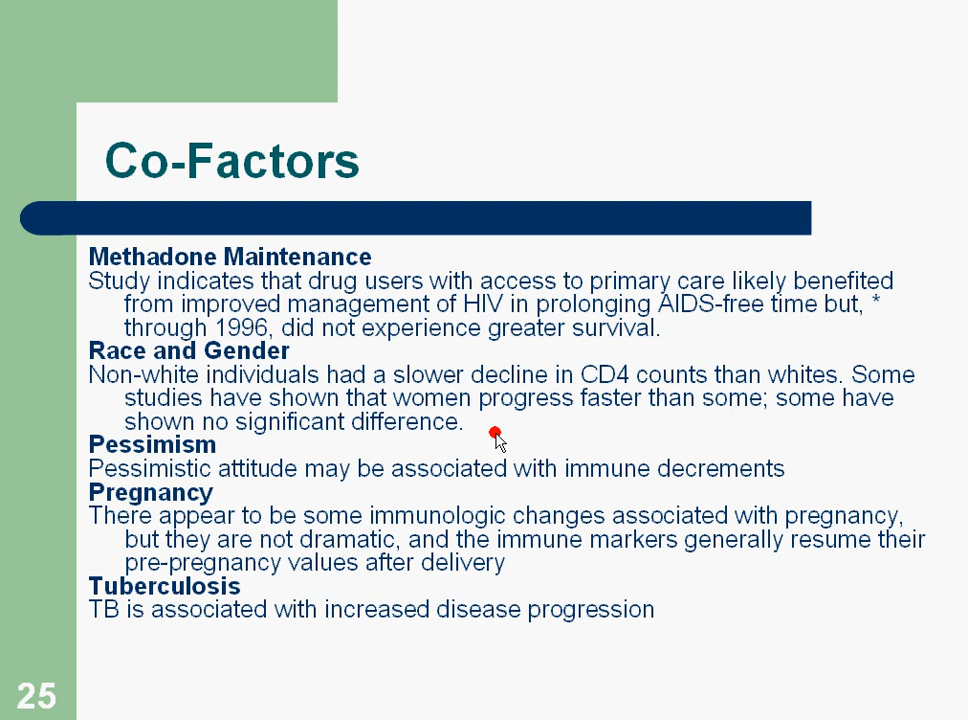 Co-Factors
Methadone Maintenance
Study indicates that drug users with access to primary care likely benefited
from improved management of HIV in prolonging AIDS-free time but, *
through 1996, did not experience greater survival.
Race and Gender
Non-white individuals had a slower decline in CD4 counts than whites. Some
studies have shown that women progress faster than some; some have
shown no significant difference.
Pessimism
Pessimistic attitude may be associated with immune decrements
Pregnancy
There appear to be some immunologic changes associated with pregnancy,
but they are not dramatic, and the immune markers generally resume their
pre-pregnancy values after delivery
Tuberculosis
TB is associated with increased disease progression
25